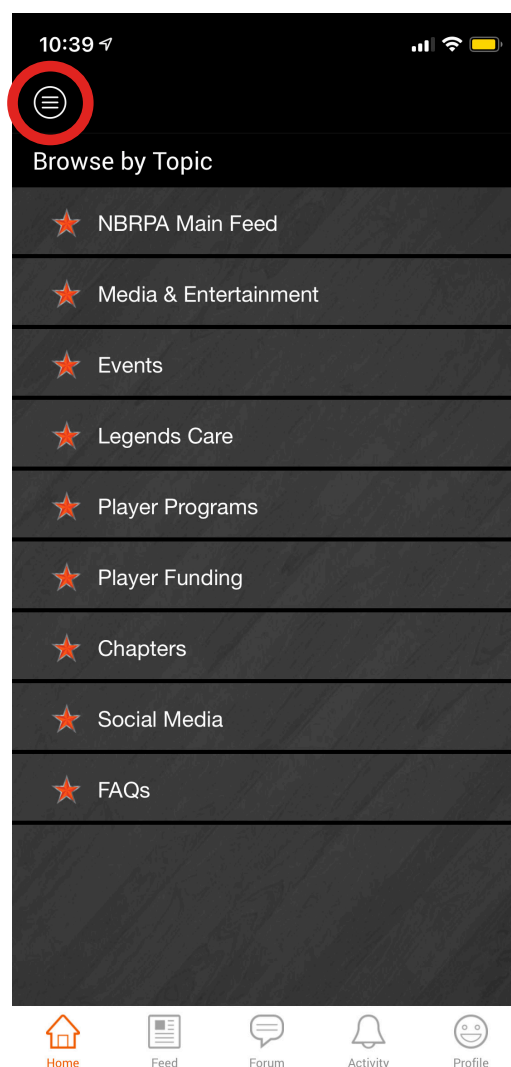 10:39
Browse by Topic
NBRPA Main Feed
Media & Entertainment
Events
Legends Care
Player Programs
Player Funding
Chapters
Social Media
FAQs
Home Feed Forum Activity Profile